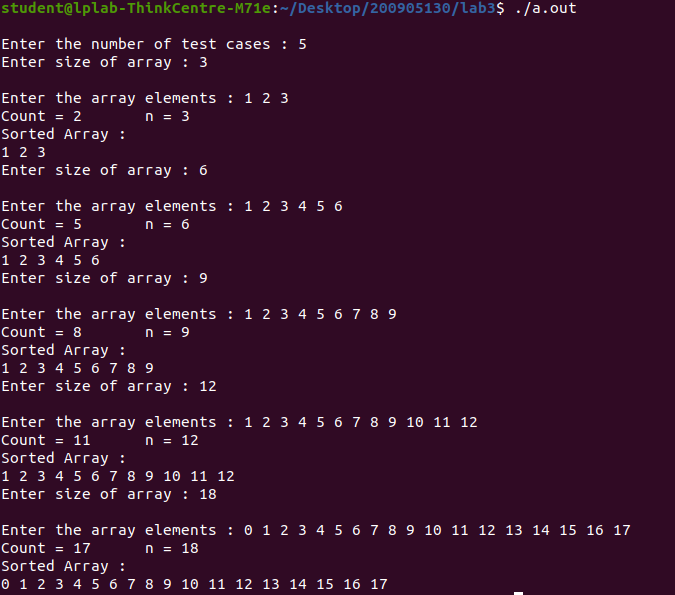 student@lplab-ThinkCentre-M71e:~/Desktop/200905130/lab3$ ./a.out
Enter the number of test cases : 5
Enter size of array : 3
Enter the array elements : 1 2 3
Count = 2       n = 3
Sorted Array :
1 2 3
Enter size of array : 6
Enter the array elements : 1 2 3 4 5 6
Count = 5       n = 6
Sorted Array :
1 2 3 4 5 6
Enter size of array : 9
Enter the array elements : 1 2 3 4 5 6 7 8 9
Count = 8       n = 9
Sorted Array :
1 2 3 4 5 6 7 8 9
Enter size of array : 12
Enter the array elements : 1 2 3 4 5 6 7 8 9 10 11 12
Count = 11      n = 12
Sorted Array :
1 2 3 4 5 6 7 8 9 10 11 12
Enter size of array : 18
Enter the array elements : 0 1 2 3 4 5 6 7 8 9 10 11 12 13 14 15 16 17
Count = 17      n = 18
Sorted Array :
0 1 2 3 4 5 6 7 8 9 10 11 12 13 14 15 16 17